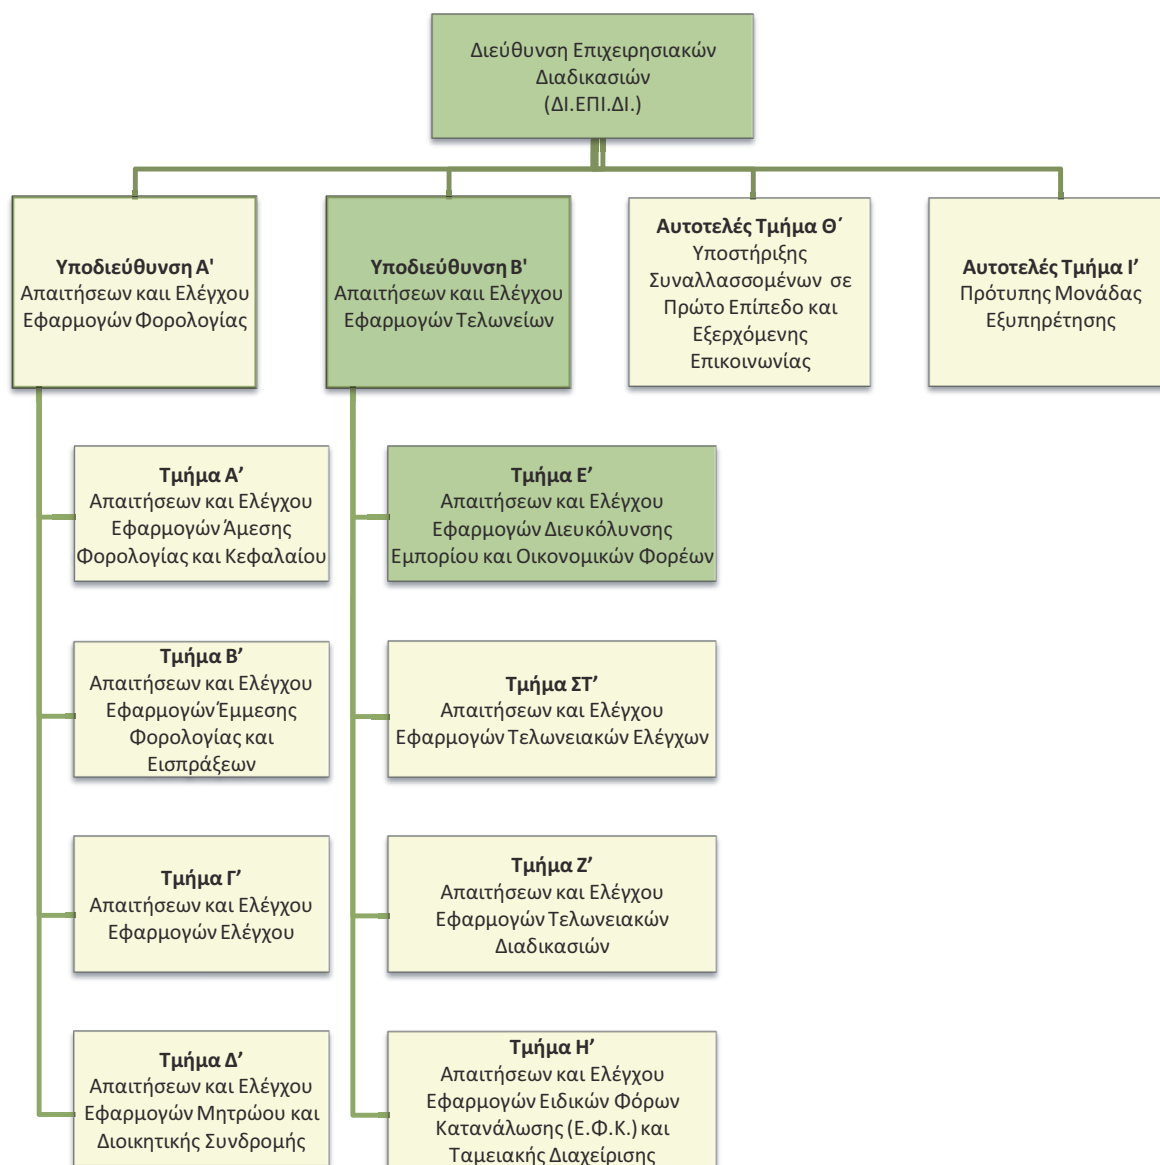 Διεύθυνση Επιχειρησιακών
Διαδικασιών
(ΔΙ.ΕΠΙ.ΔΙ.)
Υποδιεύθυνση Α'
Απαιτήσεων καιι Ελέγχου
Εφαρμογών Φορολογίας
Υποδιεύθυνση Β'
Απαιτήσεων καιι Ελέγχου
Εφαρμογών Τελωνείων
Αυτοτελές Τμήμα Θ΄
Υποστήριξης
Συναλλασσομένων σε
Πρώτο Επίπεδο και
Εξερχόμενης
Επικοινωνίας
Αυτοτελές Τμήμα Ι’
Πρότυπης Μονάδας
Εξυπηρέτησης
Τμήμα Α’
Απαιτήσεων και Ελέγχου
Εφαρμογών Άμεσης
Φορολογίας και Κεφαλαίου
Τμήμα Β’
Απαιτήσεων και Ελέγχου
Εφαρμογών Έμμεσης
Φορολογίας και
Εισπράξεων
Τμήμα Γ’
Απαιτήσεων και Ελέγχου
Εφαρμογών Ελέγχου
Τμήμα Δ’
Απαιτήσεων και Ελέγχου
Εφαρμογών Μητρώου και
Διοικητικής Συνδρομής
Τμήμα Ε’
Απαιτήσεων και Ελέγχου
Εφαρμογών Διευκόλυνσης
Εμπορίου και Οικονομικών Φορέων
Τμήμα ΣΤ’
Απαιτήσεων και Ελέγχου
Εφαρμογών Τελωνειακών Ελέγχων
Τμήμα Ζ’
Απαιτήσεων και Ελέγχου
Εφαρμογών Τελωνειακών
Διαδικασιών
Τμήμα Η’
Απαιτήσεων και Ελέγχου
Εφαρμογών Ειδικών Φόρων
Κατανάλωσης (Ε.Φ.Κ.) και
Ταμειακής Διαχείρισης